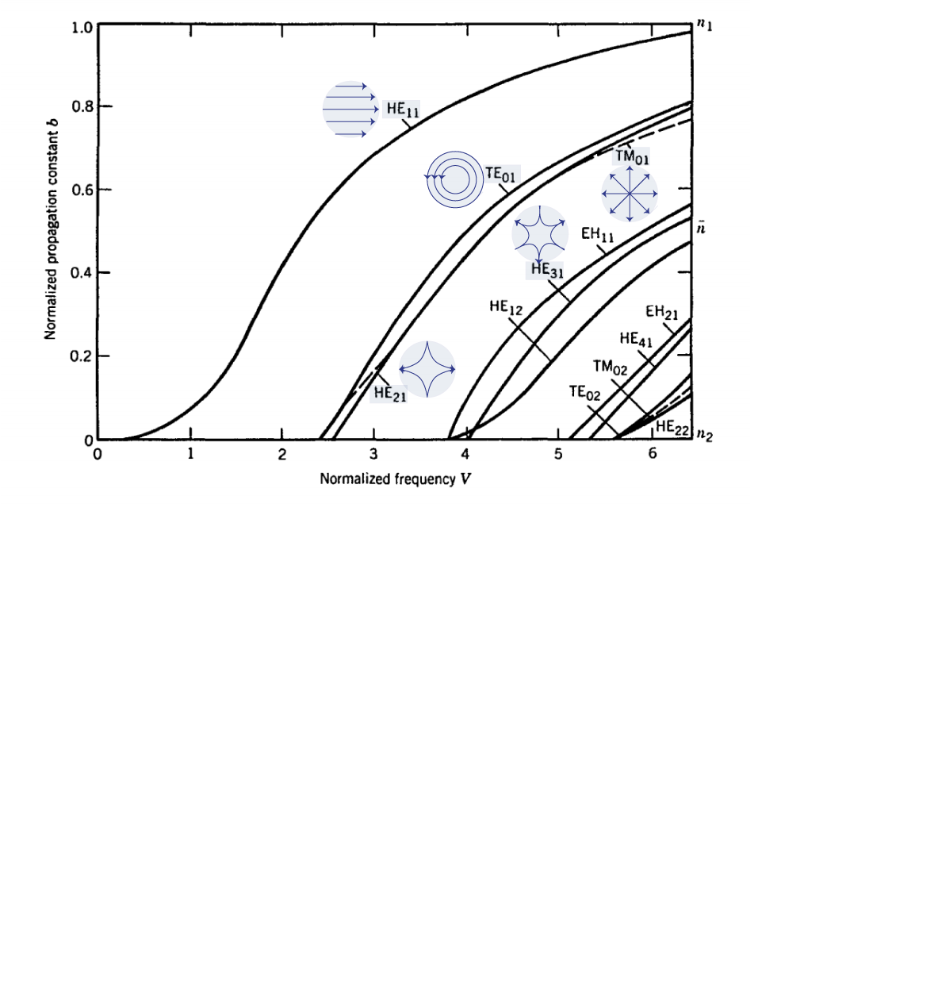 1.0
n1
0.8
HE11
TE01
TM01
0.6
EH11
n̄
HE31
0.4
HE12
EH21
HE41
0.2
TM02
HE21
TE02
HE22
n2
0
0 1 2 3 4 5 6
Normalized propagation constant b
Normalized frequency V